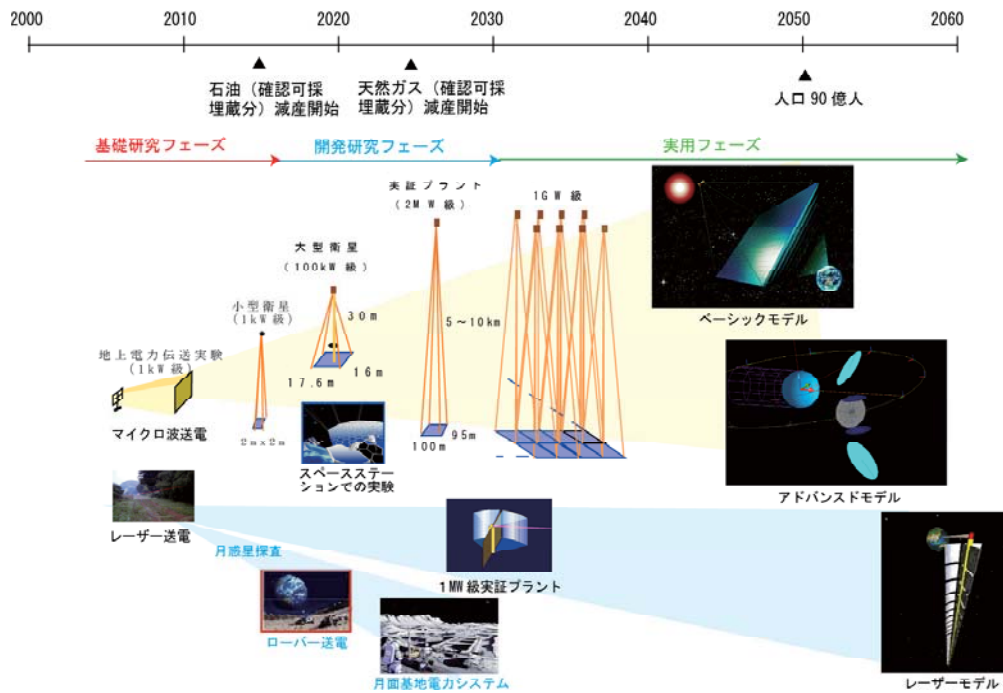 2000 2010 2020 2030 2040 2050 2060
▲ ▲ ▲
石油（確認可採
埋蔵分）減産開始
天然ガス（確認可採
埋蔵分）減産開始
人口90億人
基礎研究フェーズ
開発研究フェーズ
実用フェーズ
実証プラント
(2MW級)
1GW級
大型衛星
(100kW級)
小型衛星
(1kW級)
30m
5～10km
ベーシックモデル
地上電力伝送実験
(1kW級)
17.6m
16m
マイクロ波送電
2m×2m
100m
95m
スペースステー
ションでの実験
アドバンスドモデル
レーザー送電
月惑星探査
1MW級実証プラント
ローバー送電
月面基地電力システム
レーザーモデル